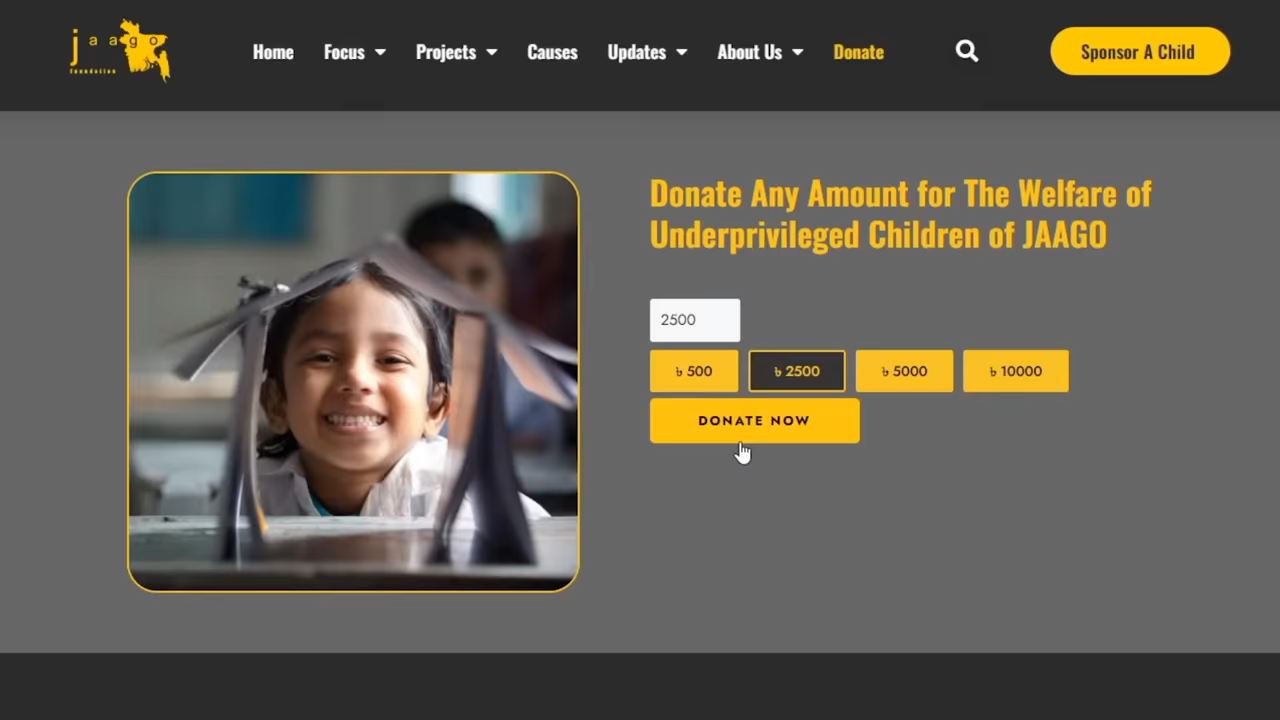 jaago
foundation
Home
Focus
Projects
Causes
Updates
About Us
Donate
Sponsor A Child
Donate Any Amount for The Welfare of
Underprivileged Children of JAAGO
2500
৳ 500
৳ 2500
৳ 5000
৳ 10000
DONATE NOW